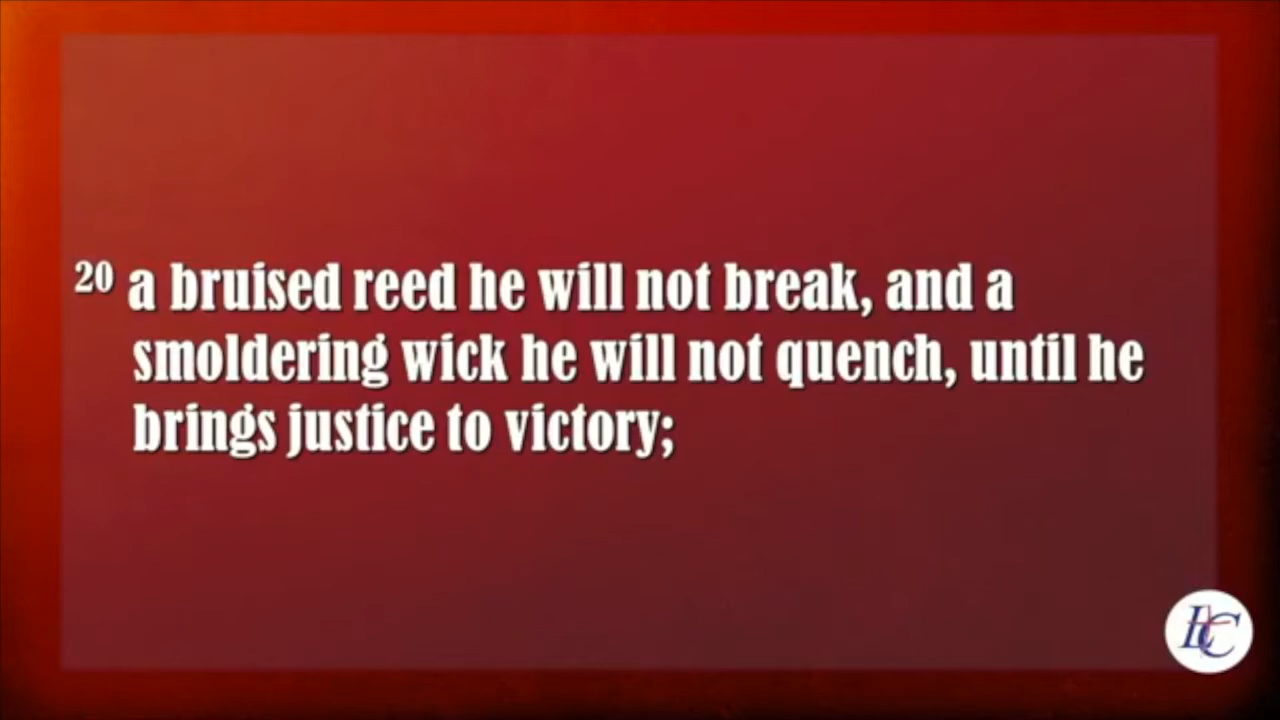 20 a bruised reed he will not break, and a
smoldering wick he will not quench, until he
brings justice to victory;